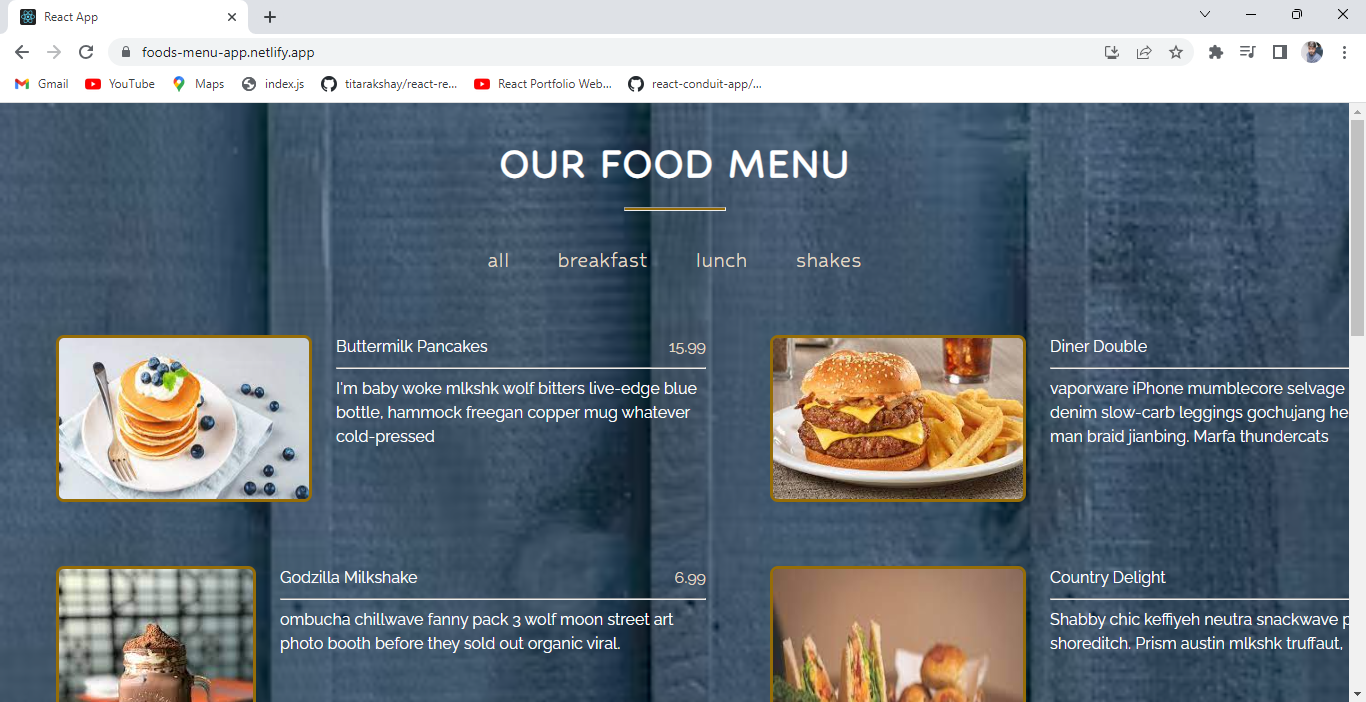 React App
foods-menu-app.netlify.app
Gmail
YouTube
Maps
index.js
titarakshay/react-re...
React Portfolio Web...
react-conduit-app/...
OUR FOOD MENU
all
breakfast
lunch
shakes
Buttermilk Pancakes
15.99
I'm baby woke mlkshk wolf bitters live-edge blue
bottle, hammock freegan copper mug whatever
cold-pressed
Diner Double
vaporware iPhone mumblecore selvage
denim slow-carb leggings gochujang he
man braid jianbing. Marfa thundercats
Godzilla Milkshake
6.99
ombucha chillwave fanny pack 3 wolf moon street art
photo booth before they sold out organic viral.
Country Delight
Shabby chic keffiyeh neutra snackwave p
shoreditch. Prism austin mlkshk truffaut,